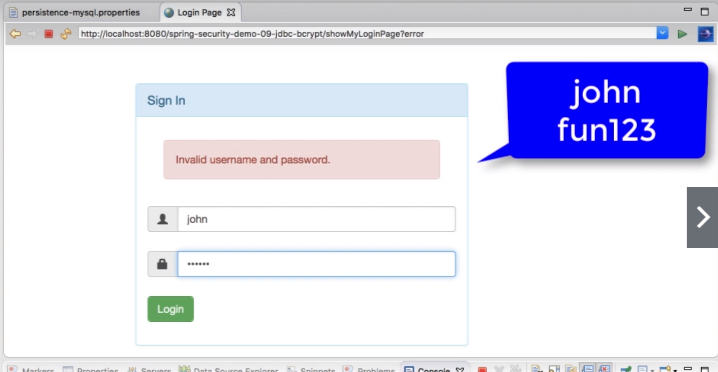 persistence-mysql.properties
Login Page
http://localhost:8080/spring-security-demo-09-jdbc-bcrypt/showMyLoginPage?error
john
fun123
Sign In
Invalid username and password.
john
••••••
Login
Markers
Properties
Servers
Data Source Explorer
Snippets
Problems
Console